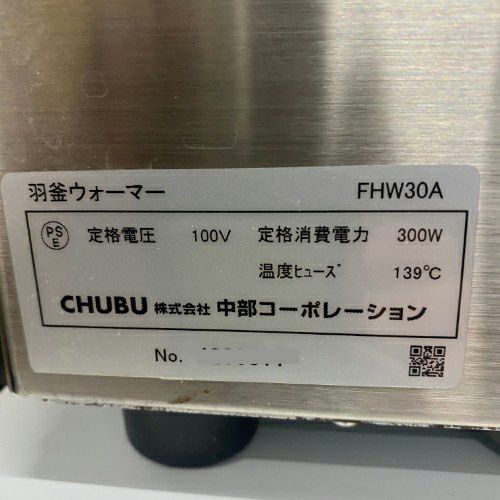 羽釜ウォーマー FHW30A
PSE 定格電圧 100V 定格消費電力 300W
温度ヒューズ 139℃
CHUBU 株式会社 中部コーポレーション
No.